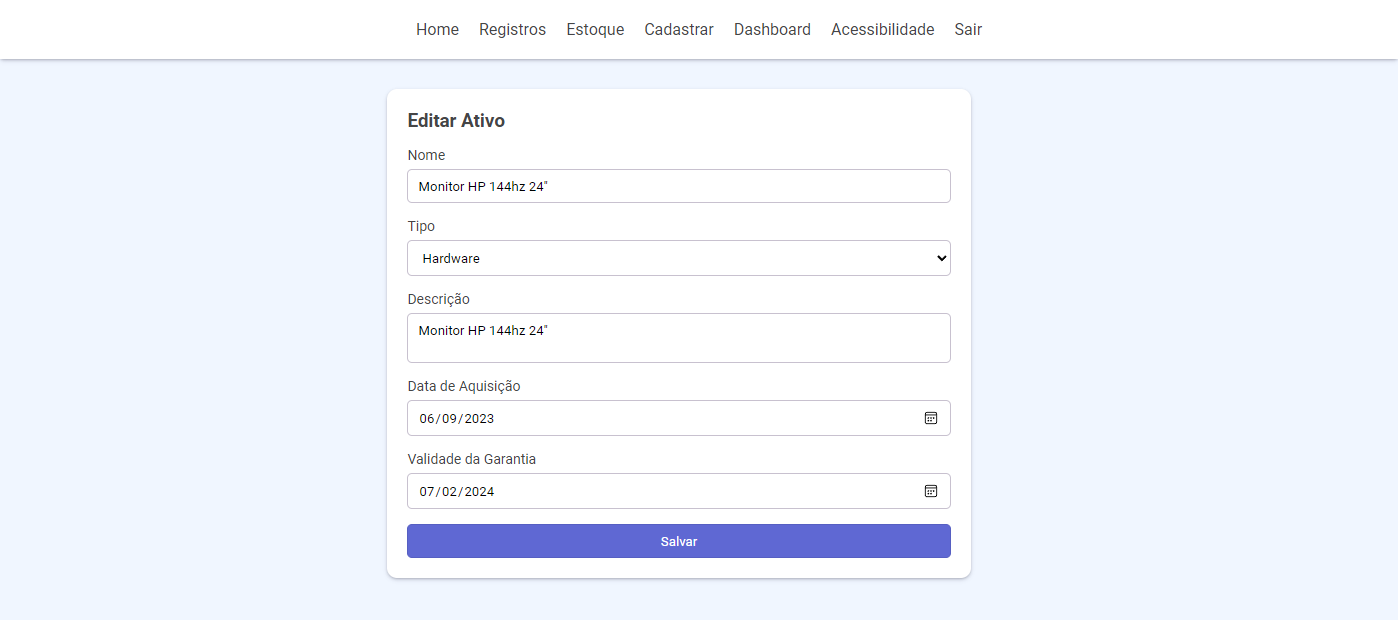 Home Registros Estoque Cadastrar Dashboard Acessibilidade Sair
Editar Ativo
Nome
Monitor HP 144hz 24"
Tipo
Hardware
Descrição
Monitor HP 144hz 24"
Data de Aquisição
06/09/2023
Validade da Garantia
07/02/2024
Salvar